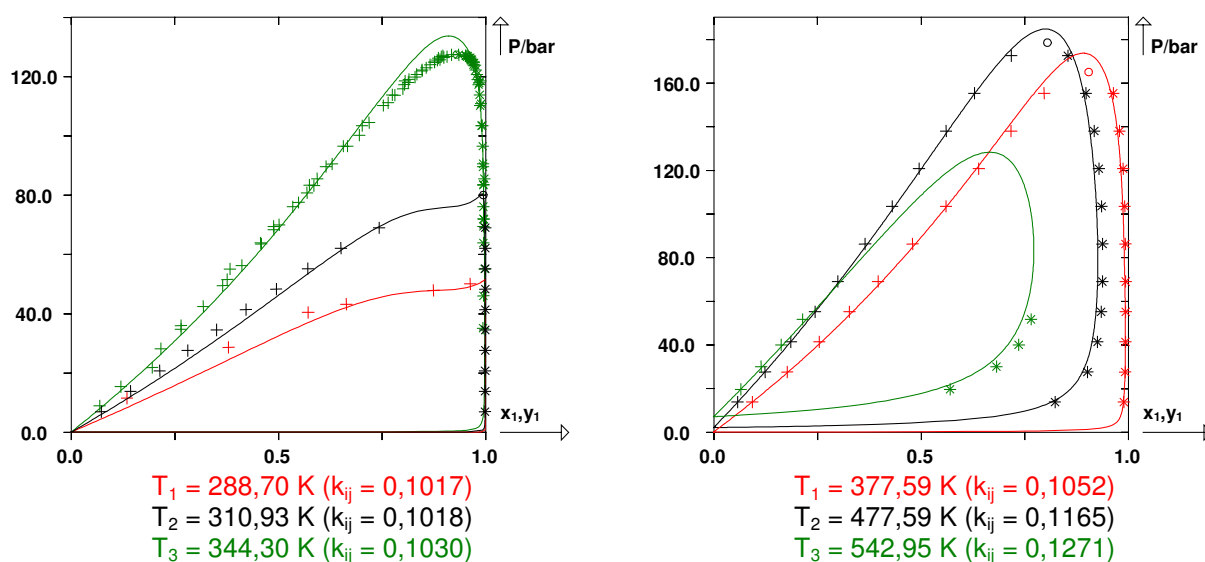 P/bar
120.0
80.0
40.0
0.0
x₁,y₁
0.0 0.5 1.0
T₁ = 288,70 K (kᵢⱼ = 0,1017)
T₂ = 310,93 K (kᵢⱼ = 0,1018)
T₃ = 344,30 K (kᵢⱼ = 0,1030)
P/bar
160.0
120.0
80.0
40.0
0.0
x₁,y₁
0.0 0.5 1.0
T₁ = 377,59 K (kᵢⱼ = 0,1052)
T₂ = 477,59 K (kᵢⱼ = 0,1165)
T₃ = 542,95 K (kᵢⱼ = 0,1271)